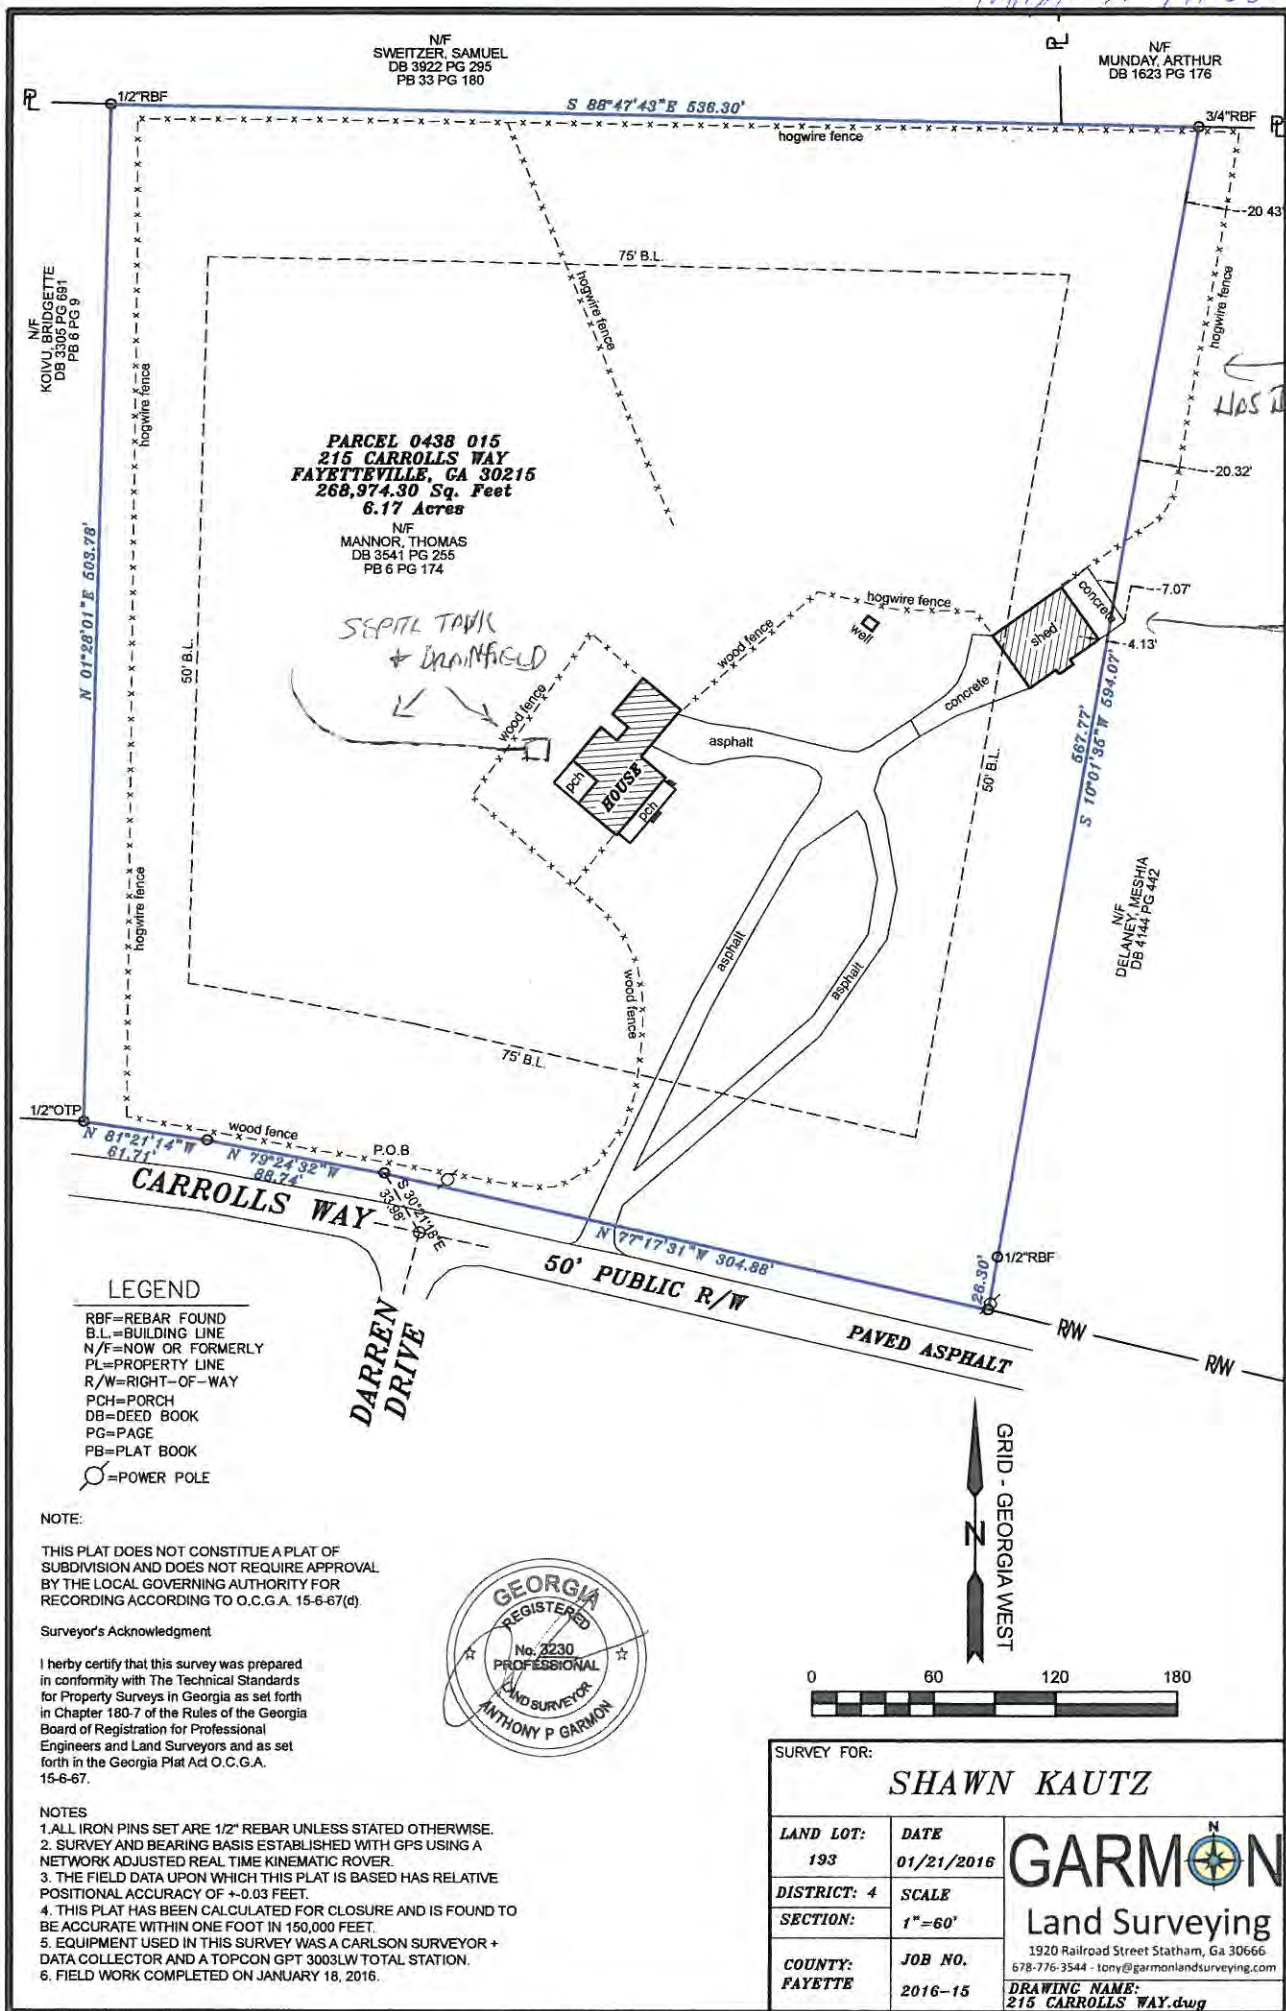 N/F
SWEITZER, SAMUEL
DB 3922 PG 295
PB 33 PG 180
PL
N/F
MUNDAY, ARTHUR
DB 1623 PG 176
PL
1/2"RBF
S 88°47'43"E 536.30'
3/4"RBF
PL
hogwire fence
20.43'
75' B.L.
hogwire fence
hogwire fence
N/F
KOIVU, BRIDGETTE
DB 3305 PG 691
PB 6 PG 9
hogwire fence
HAS
PARCEL 0438 015
215 CARROLLS WAY
FAYETTEVILLE, GA 30215
268,974.30 Sq. Feet
6.17 Acres
N/F
MANNOR, THOMAS
DB 3541 PG 255
PB 6 PG 174
20.32'
N 01°28'01"E 503.78'
7.07'
concrete
hogwire fence
well
shed
4.13'
SEPTIC TANK
+ DRAINFIELD
wood fence
50' B.L.
wood fence
concrete
asphalt
567.77'
S 10°01'35"W 594.07'
50' B.L.
pch
HOUSE
pch
N/F
DELANEY, MESHIA
DB 4144 PG 442
hogwire fence
asphalt
asphalt
wood fence
75' B.L.
1/2"OTP
wood fence
N 81°21'14"W
61.71'
N 79°24'32"W
88.74'
P.O.B
S 30°21'18"E
33.98'
CARROLLS WAY
N 77°17'31"W 304.88'
50' PUBLIC R/W
26.30'
1/2"RBF
R/W
R/W
PAVED ASPHALT
DARREN
DRIVE
LEGEND
RBF=REBAR FOUND
B.L.=BUILDING LINE
N/F=NOW OR FORMERLY
PL=PROPERTY LINE
R/W=RIGHT-OF-WAY
PCH=PORCH
DB=DEED BOOK
PG=PAGE
PB=PLAT BOOK
=POWER POLE
GRID - GEORGIA WEST
N
NOTE:
THIS PLAT DOES NOT CONSTITUE A PLAT OF
SUBDIVISION AND DOES NOT REQUIRE APPROVAL
BY THE LOCAL GOVERNING AUTHORITY FOR
RECORDING ACCORDING TO O.C.G.A. 15-6-67(d).
Surveyor's Acknowledgment
I herby certify that this survey was prepared
in conformity with The Technical Standards
for Property Surveys in Georgia as set forth
in Chapter 180-7 of the Rules of the Georgia
Board of Registration for Professional
Engineers and Land Surveyors and as set
forth in the Georgia Plat Act O.C.G.A.
15-6-67.
GEORGIA
REGISTERED
No. 3230
PROFESSIONAL
LAND SURVEYOR
ANTHONY P GARMON
0 60 120 180
NOTES
1.ALL IRON PINS SET ARE 1/2" REBAR UNLESS STATED OTHERWISE.
2. SURVEY AND BEARING BASIS ESTABLISHED WITH GPS USING A
NETWORK ADJUSTED REAL TIME KINEMATIC ROVER.
3. THE FIELD DATA UPON WHICH THIS PLAT IS BASED HAS RELATIVE
POSITIONAL ACCURACY OF +-0.03 FEET.
4. THIS PLAT HAS BEEN CALCULATED FOR CLOSURE AND IS FOUND TO
BE ACCURATE WITHIN ONE FOOT IN 150,000 FEET.
5. EQUIPMENT USED IN THIS SURVEY WAS A CARLSON SURVEYOR +
DATA COLLECTOR AND A TOPCON GPT 3003LW TOTAL STATION.
6. FIELD WORK COMPLETED ON JANUARY 18, 2016.
SURVEY FOR:
SHAWN KAUTZ
LAND LOT:
193
DATE
01/21/2016
DISTRICT: 4
SCALE
1"=60'
SECTION:
COUNTY:
FAYETTE
JOB NO.
2016-15
N
GARMON
Land Surveying
1920 Railroad Street Statham, Ga 30666
678-776-3544 - tony@garmonlandsurveying.com
DRAWING NAME:
215 CARROLLS WAY.dwg